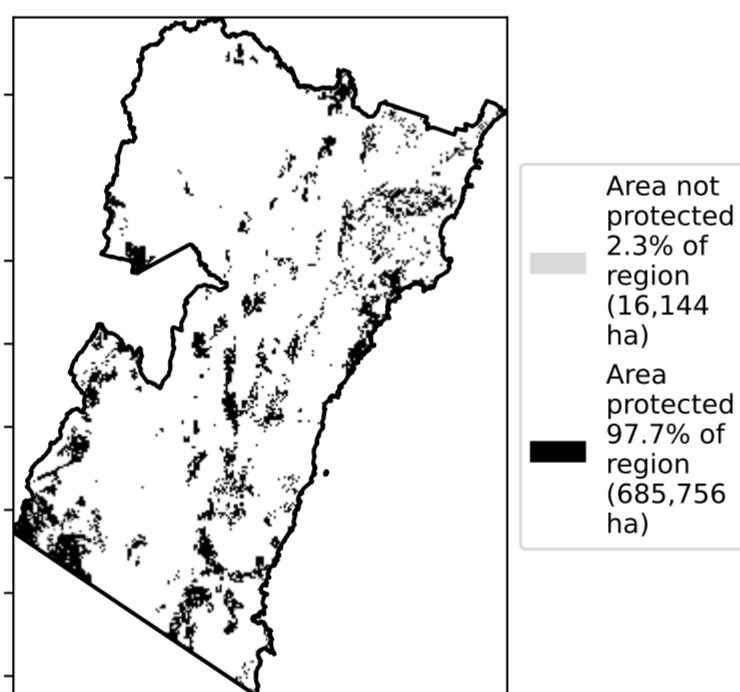 Area not
protected
2.3% of
region
(16,144
ha)
Area
protected
97.7% of
region
(685,756
ha)